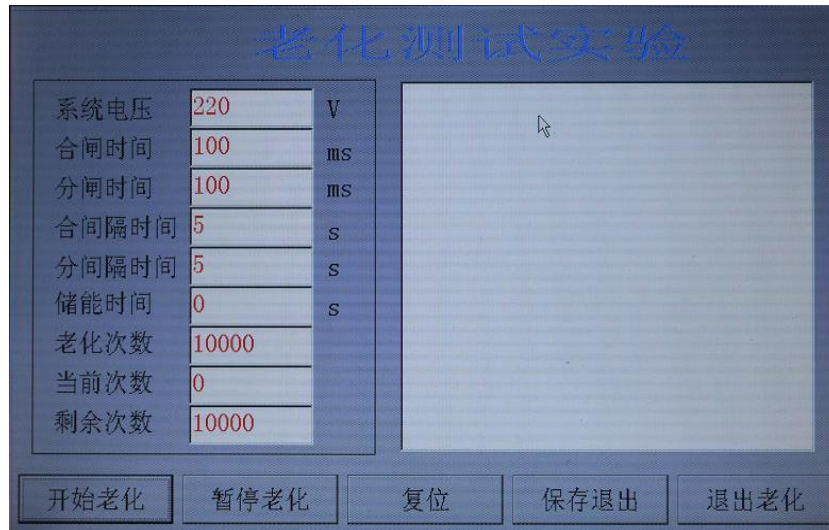 老化测试实验
系统电压 220 V
合闸时间 100 ms
分闸时间 100 ms
合间隔时间 5 s
分间隔时间 5 s
储能时间 0 s
老化次数 10000
当前次数 0
剩余次数 10000
开始老化 暂停老化 复位 保存退出 退出老化